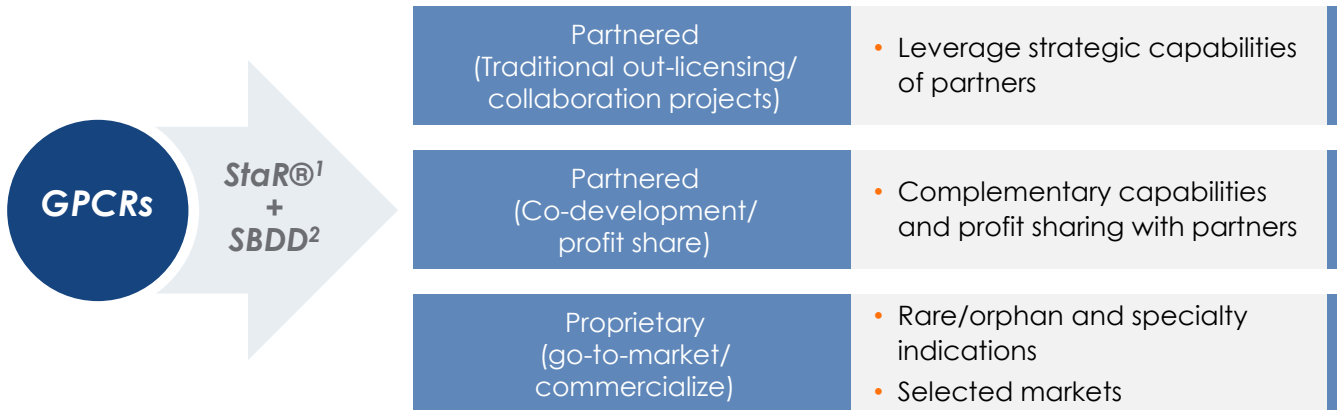 GPCRs
StaR®¹
+
SBDD²
Partnered
(Traditional out-licensing/
collaboration projects)
• Leverage strategic capabilities
of partners
Partnered
(Co-development/
profit share)
• Complementary capabilities
and profit sharing with partners
Proprietary
(go-to-market/
commercialize)
• Rare/orphan and specialty
indications
• Selected markets